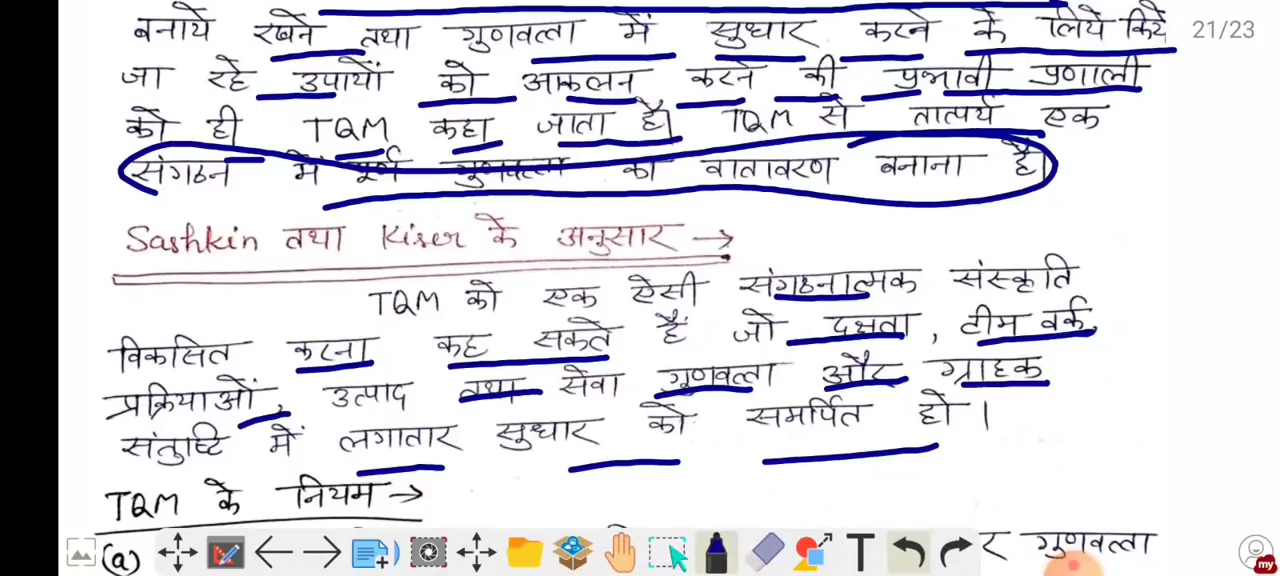 बनाये रखने तथा गुणवत्ता में सुधार करने के लिये किये
21/23
जा रहे उपायों को आकलन करने की प्रभावी प्रणाली
को ही TQM कहा जाता है। TQM से तात्पर्य एक
संगठन में पूर्ण गुणवत्ता का वातावरण बनाना है।
Sashkin तथा Kiser के अनुसार →
TQM को एक ऐसी संगठनात्मक संस्कृति
विकसित करना कह सकते हैं जो दक्षता, टीम वर्क,
प्रक्रियाओं, उत्पाद तथा सेवा गुणवत्ता और ग्राहक
संतुष्टि में लगातार सुधार को समर्पित हो।
TQM के नियम →
(a) र गुणवत्ता
T
my